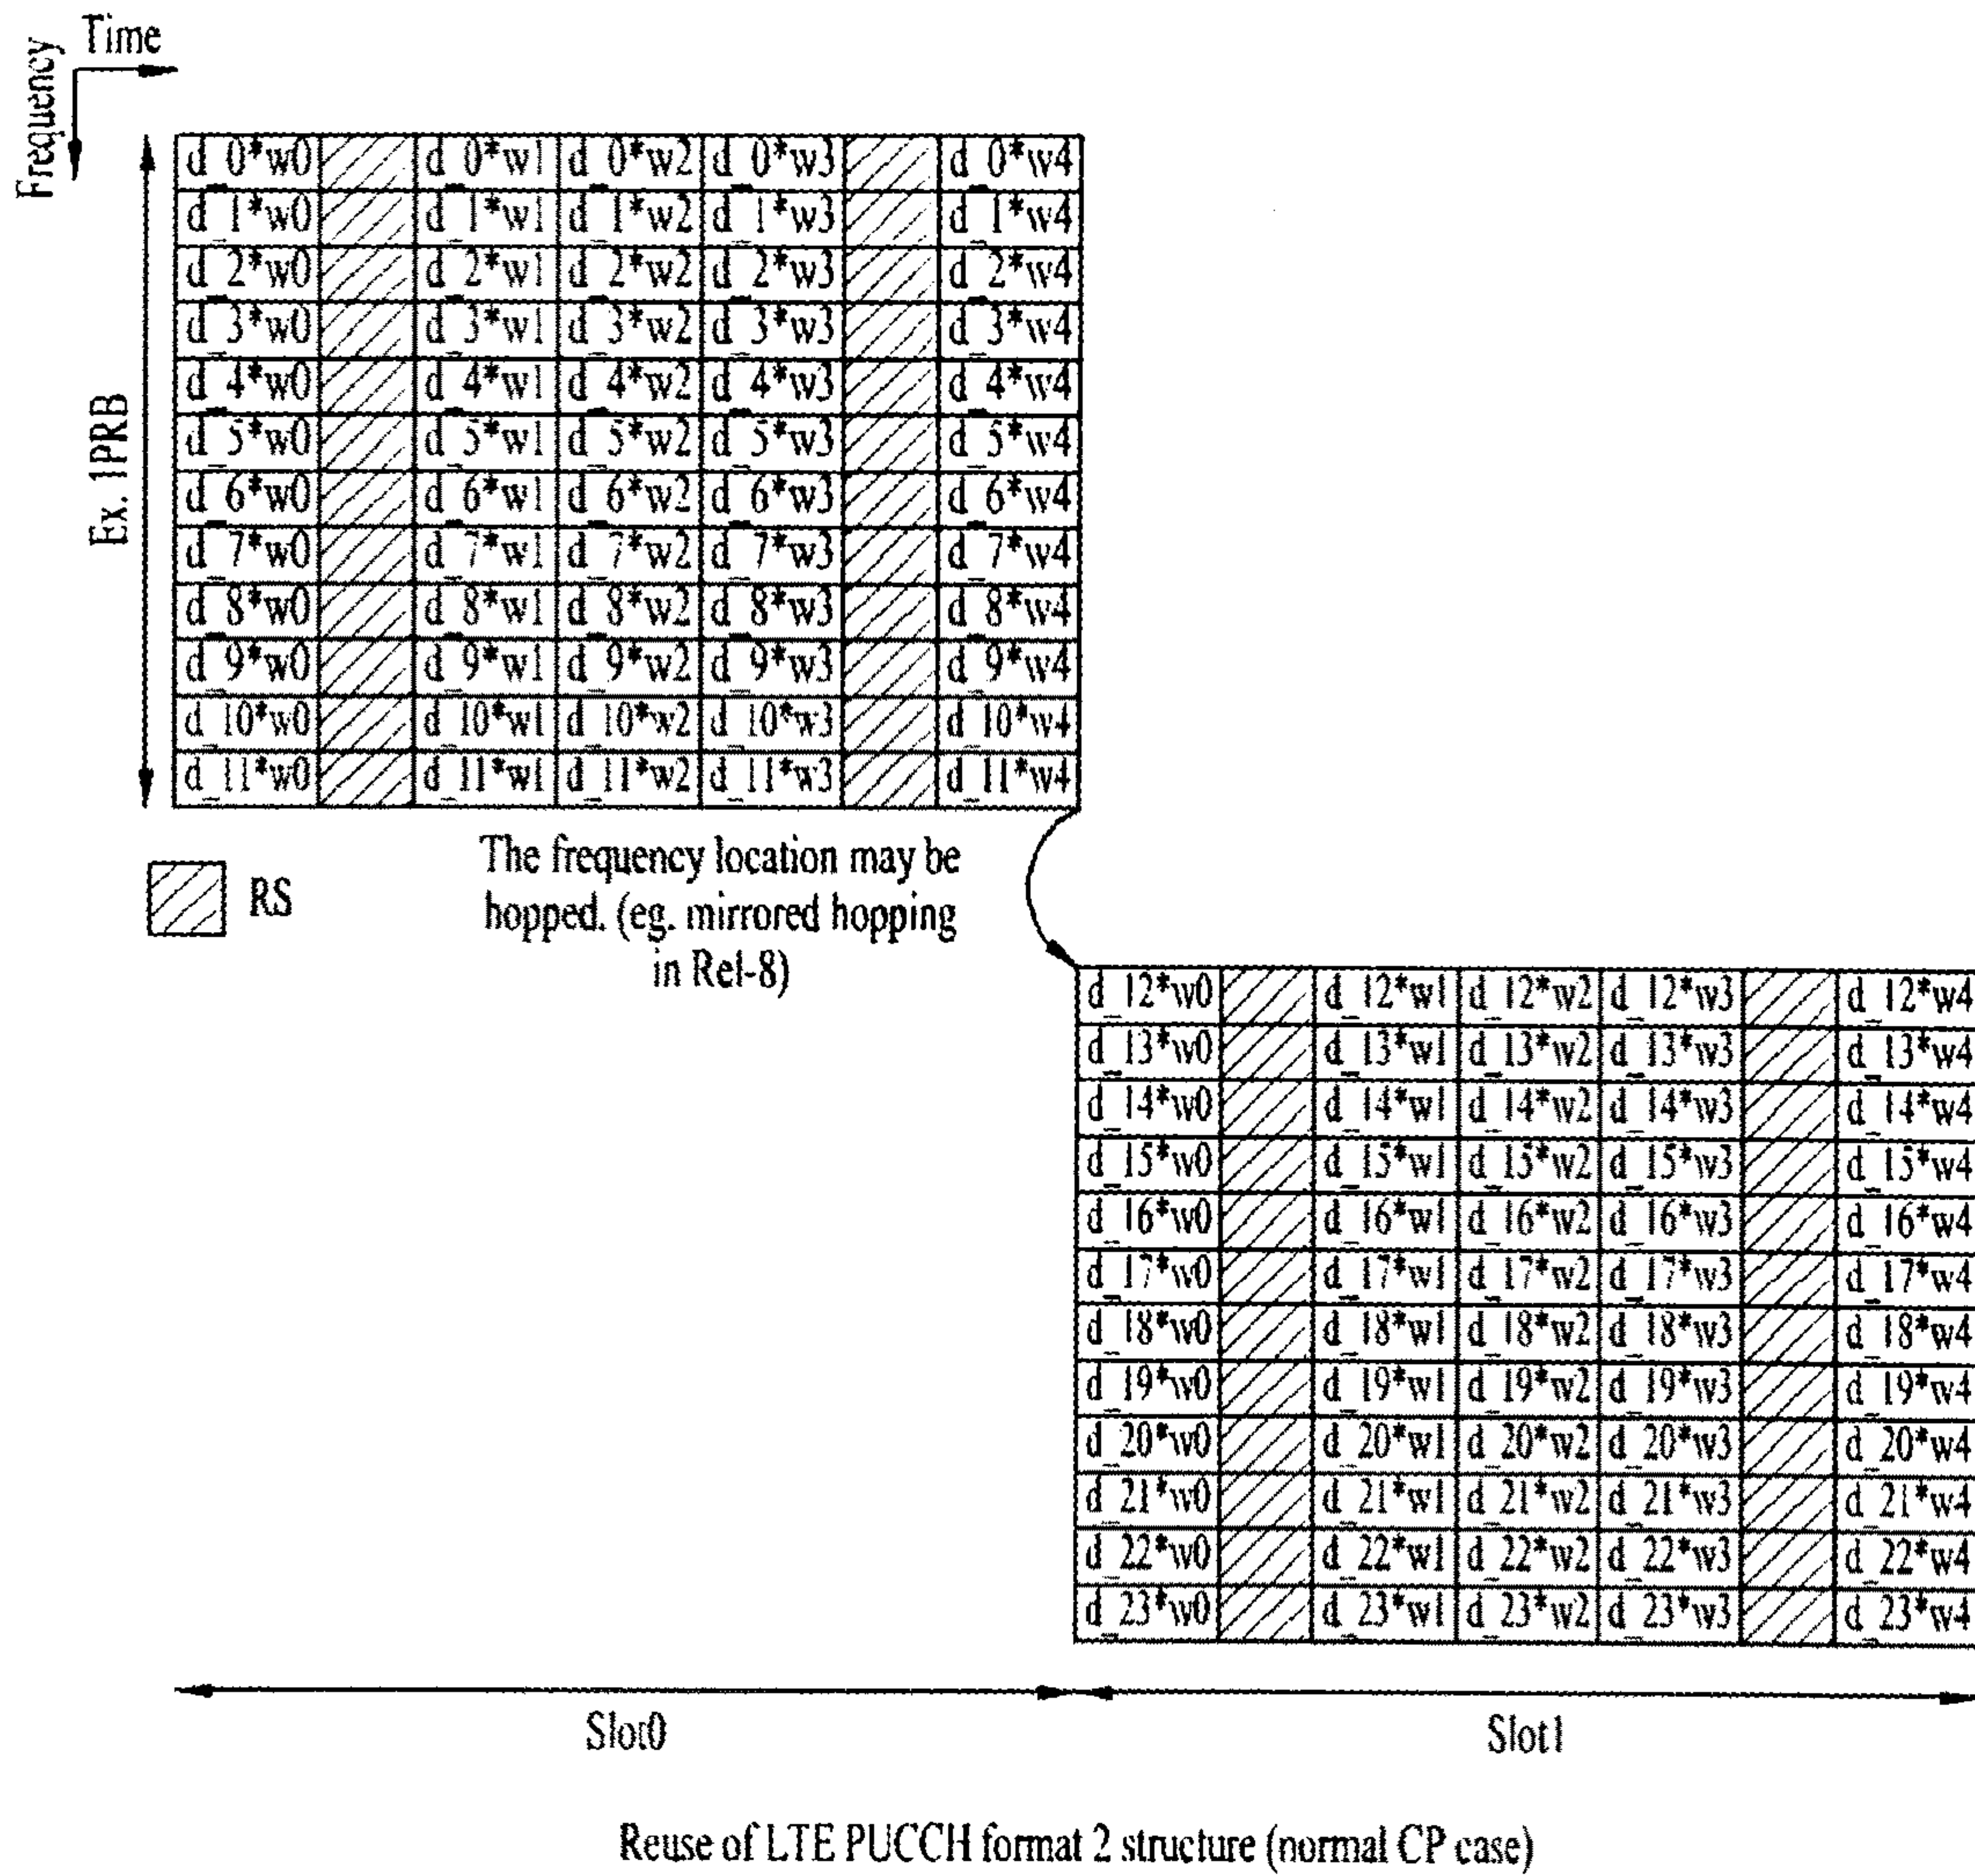 Time
Frequency
Ex. 1PRB
d_0*w0 d_0*w1 d_0*w2 d_0*w3 d_0*w4
d_1*w0 d_1*w1 d_1*w2 d_1*w3 d_1*w4
d_2*w0 d_2*w1 d_2*w2 d_2*w3 d_2*w4
d_3*w0 d_3*w1 d_3*w2 d_3*w3 d_3*w4
d_4*w0 d_4*w1 d_4*w2 d_4*w3 d_4*w4
d_5*w0 d_5*w1 d_5*w2 d_5*w3 d_5*w4
d_6*w0 d_6*w1 d_6*w2 d_6*w3 d_6*w4
d_7*w0 d_7*w1 d_7*w2 d_7*w3 d_7*w4
d_8*w0 d_8*w1 d_8*w2 d_8*w3 d_8*w4
d_9*w0 d_9*w1 d_9*w2 d_9*w3 d_9*w4
d_10*w0 d_10*w1 d_10*w2 d_10*w3 d_10*w4
d_11*w0 d_11*w1 d_11*w2 d_11*w3 d_11*w4
RS
The frequency location may be
hopped. (eg. mirrored hopping
in Rel-8)
d_12*w0 d_12*w1 d_12*w2 d_12*w3 d_12*w4
d_13*w0 d_13*w1 d_13*w2 d_13*w3 d_13*w4
d_14*w0 d_14*w1 d_14*w2 d_14*w3 d_14*w4
d_15*w0 d_15*w1 d_15*w2 d_15*w3 d_15*w4
d_16*w0 d_16*w1 d_16*w2 d_16*w3 d_16*w4
d_17*w0 d_17*w1 d_17*w2 d_17*w3 d_17*w4
d_18*w0 d_18*w1 d_18*w2 d_18*w3 d_18*w4
d_19*w0 d_19*w1 d_19*w2 d_19*w3 d_19*w4
d_20*w0 d_20*w1 d_20*w2 d_20*w3 d_20*w4
d_21*w0 d_21*w1 d_21*w2 d_21*w3 d_21*w4
d_22*w0 d_22*w1 d_22*w2 d_22*w3 d_22*w4
d_23*w0 d_23*w1 d_23*w2 d_23*w3 d_23*w4
Slot0 Slot1
Reuse of LTE PUCCH format 2 structure (normal CP case)